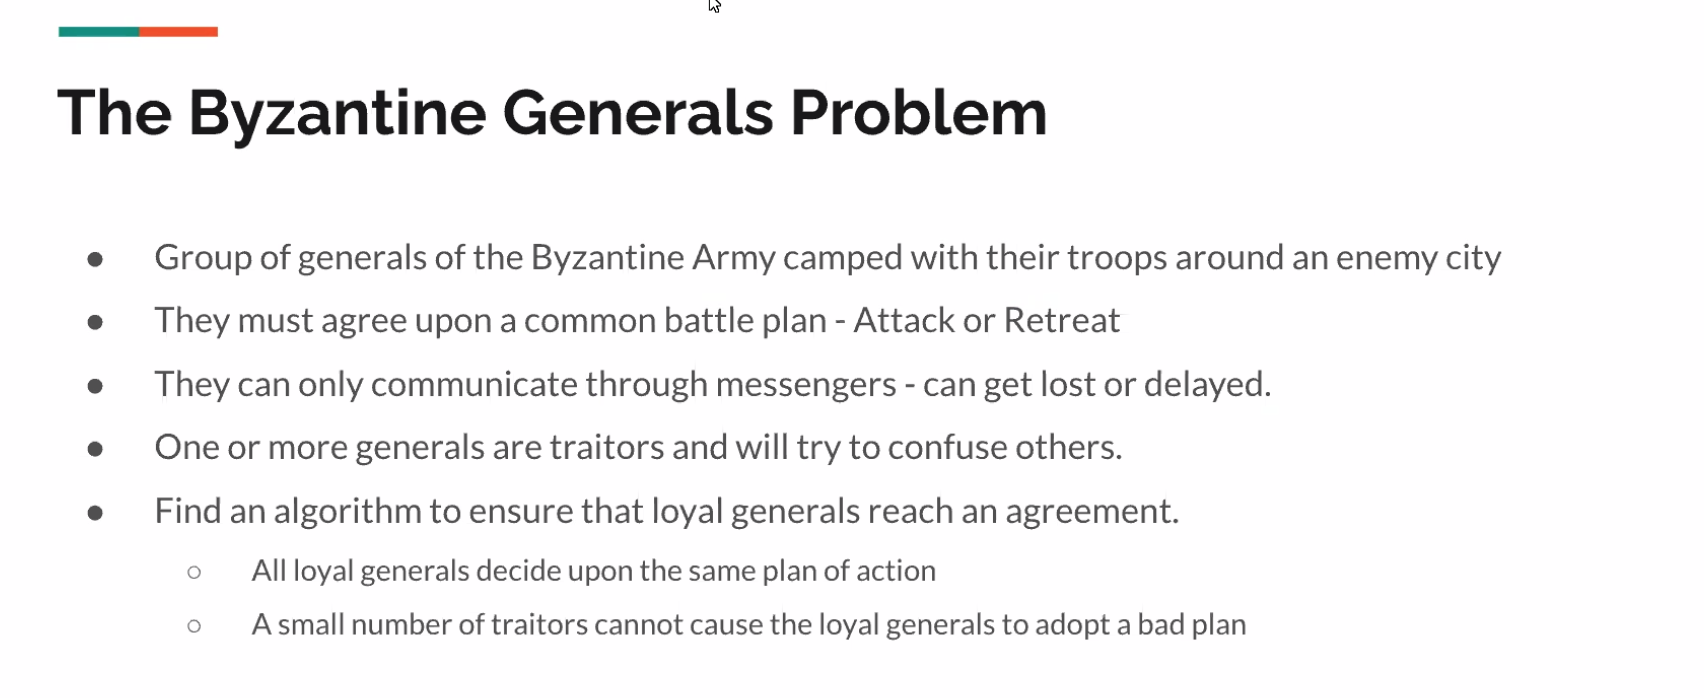 The Byzantine Generals Problem
● Group of generals of the Byzantine Army camped with their troops around an enemy city
● They must agree upon a common battle plan - Attack or Retreat
● They can only communicate through messengers - can get lost or delayed.
● One or more generals are traitors and will try to confuse others.
● Find an algorithm to ensure that loyal generals reach an agreement.
○ All loyal generals decide upon the same plan of action
○ A small number of traitors cannot cause the loyal generals to adopt a bad plan